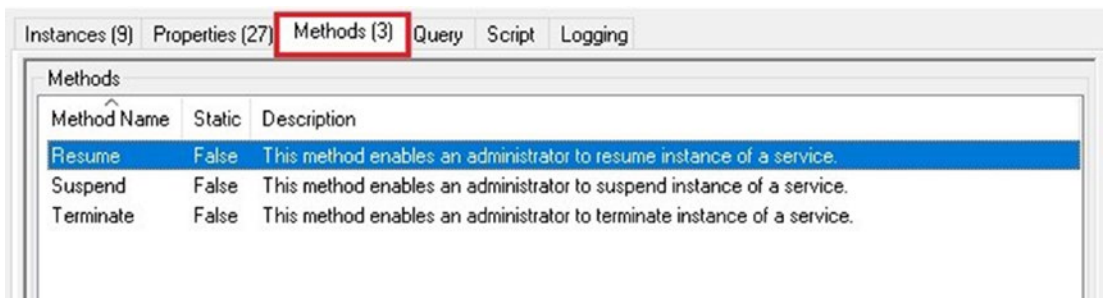 Instances (9) Properties (27) Methods (3) Query Script Logging
Methods
Method Name Static Description
Resume False This method enables an administrator to resume instance of a service.
Suspend False This method enables an administrator to suspend instance of a service.
Terminate False This method enables an administrator to terminate instance of a service.